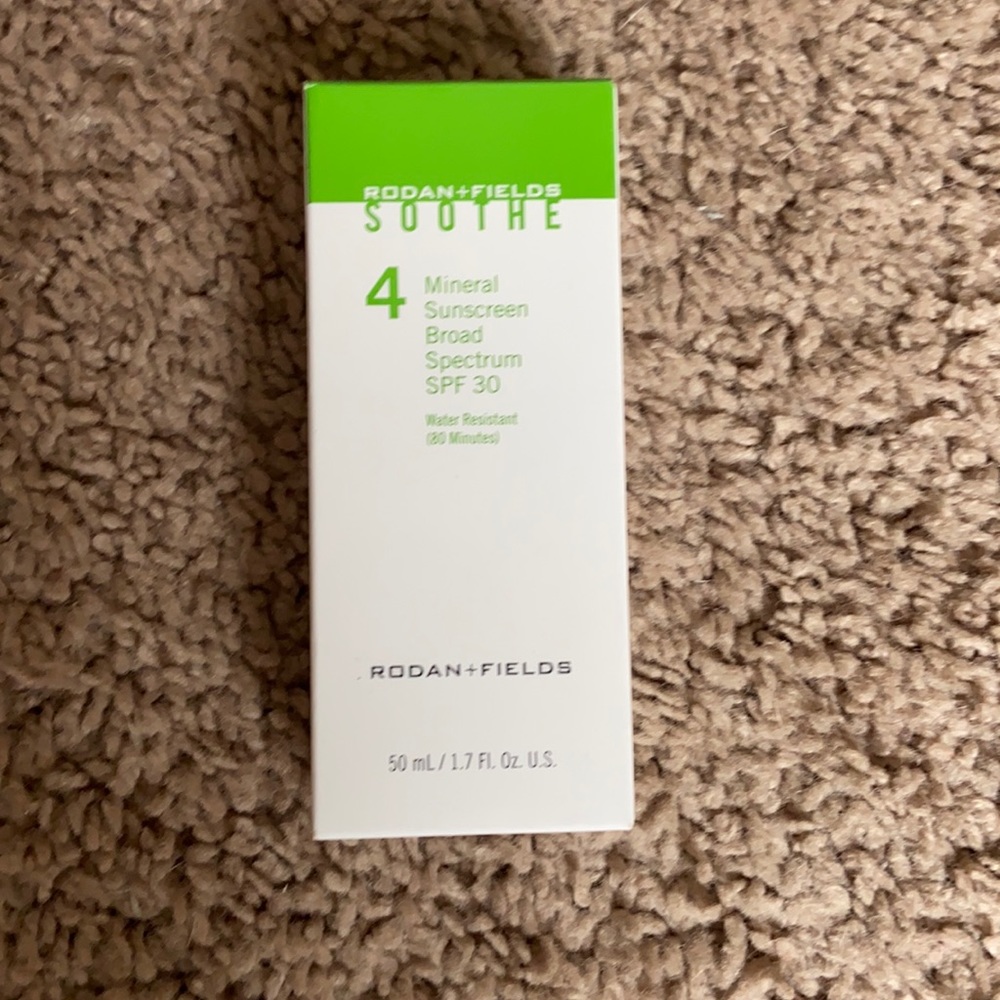 RODAN+FIELDS
SOOTHE
4 Mineral
Sunscreen
Broad
Spectrum
SPF 30
Water Resistant
(80 Minutes)
RODAN+FIELDS
50 mL / 1.7 Fl. Oz. U.S.